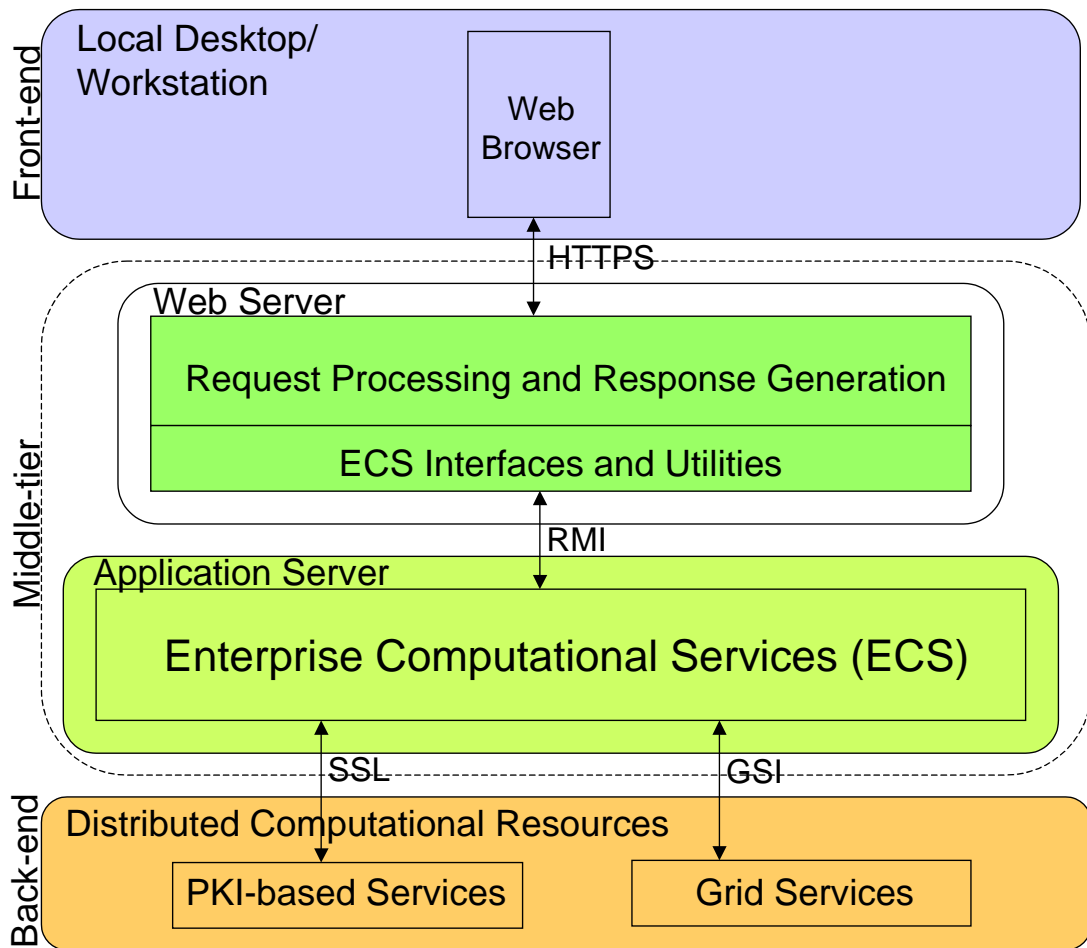 Front-end
Local Desktop/
Workstation
Web
Browser
HTTPS
Middle-tier
Web Server
Request Processing and Response Generation
ECS Interfaces and Utilities
RMI
Application Server
Enterprise Computational Services (ECS)
SSL
GSI
Back-end
Distributed Computational Resources
PKI-based Services
Grid Services